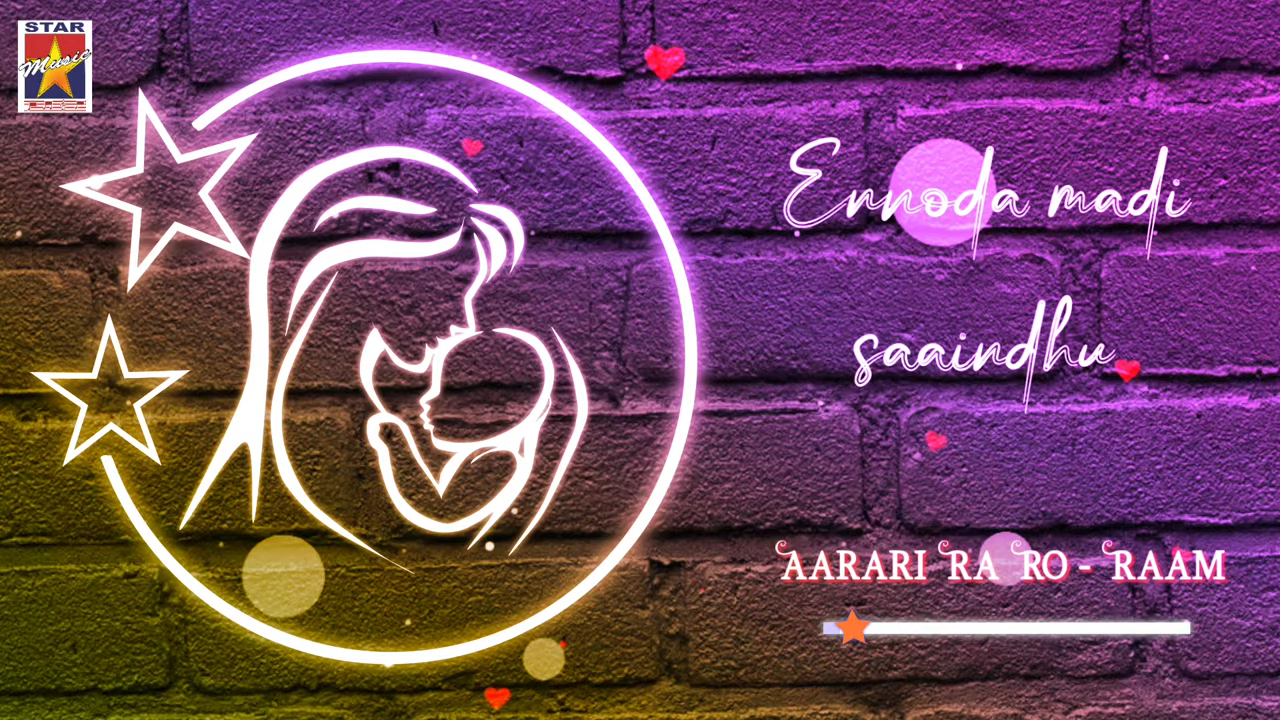 STAR
Music
Ennoda madi
saaindhu
AARARI RA RO - RAAM